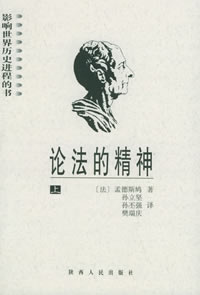 影响世界历史进程的书
论法的精神
上
〔法〕孟德斯鸠 著
孙立坚
孙丕强 译
樊瑞庆
陕西人民出版社